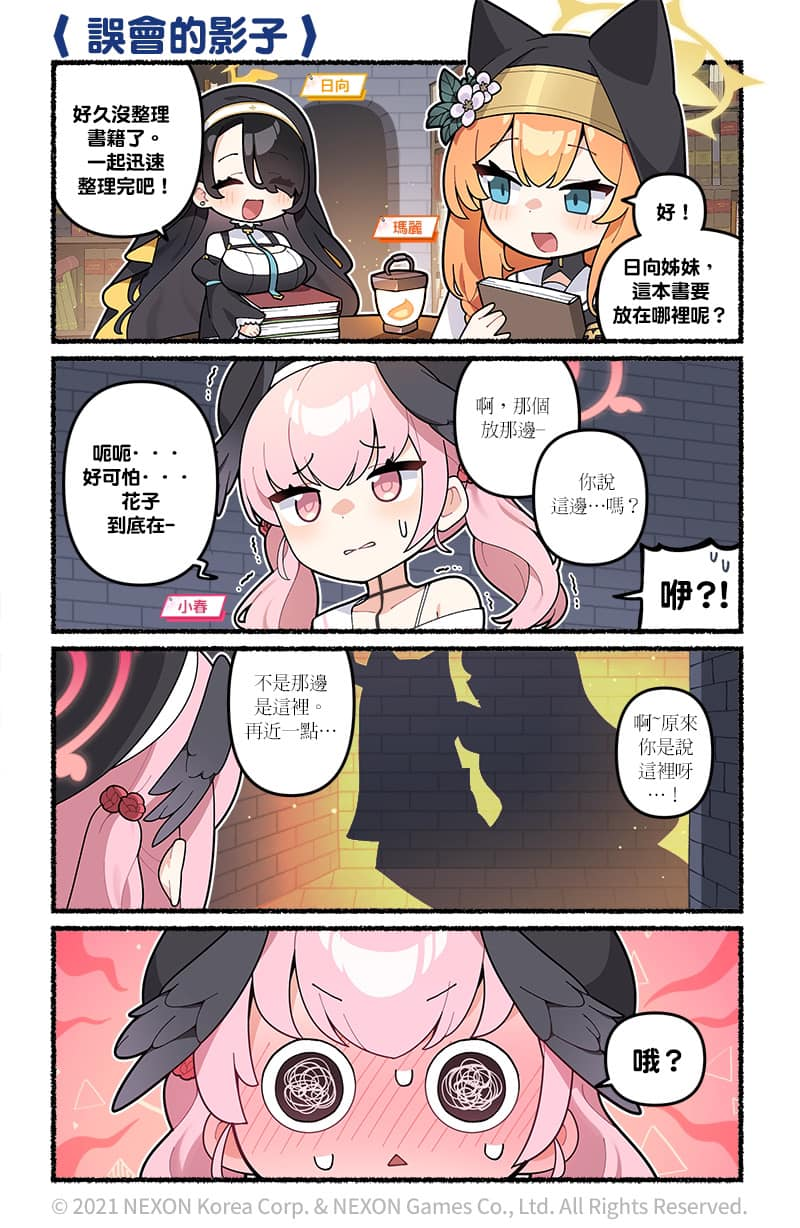 《誤會的影子》
日向
好久沒整理
書籍了。
一起迅速
整理完吧！
瑪麗
好！
日向姊妹，
這本書要
放在哪裡呢？
啊，那個
放那邊–
你說
這邊…嗎？
呃呃···
好可怕···
花子
到底在–
小春
咿?!
不是那邊
是這裡。
再近一點…
啊~原來
你是說
這裡呀
…！
哦？
© 2021 NEXON Korea Corp. & NEXON Games Co., Ltd. All Rights Reserved.